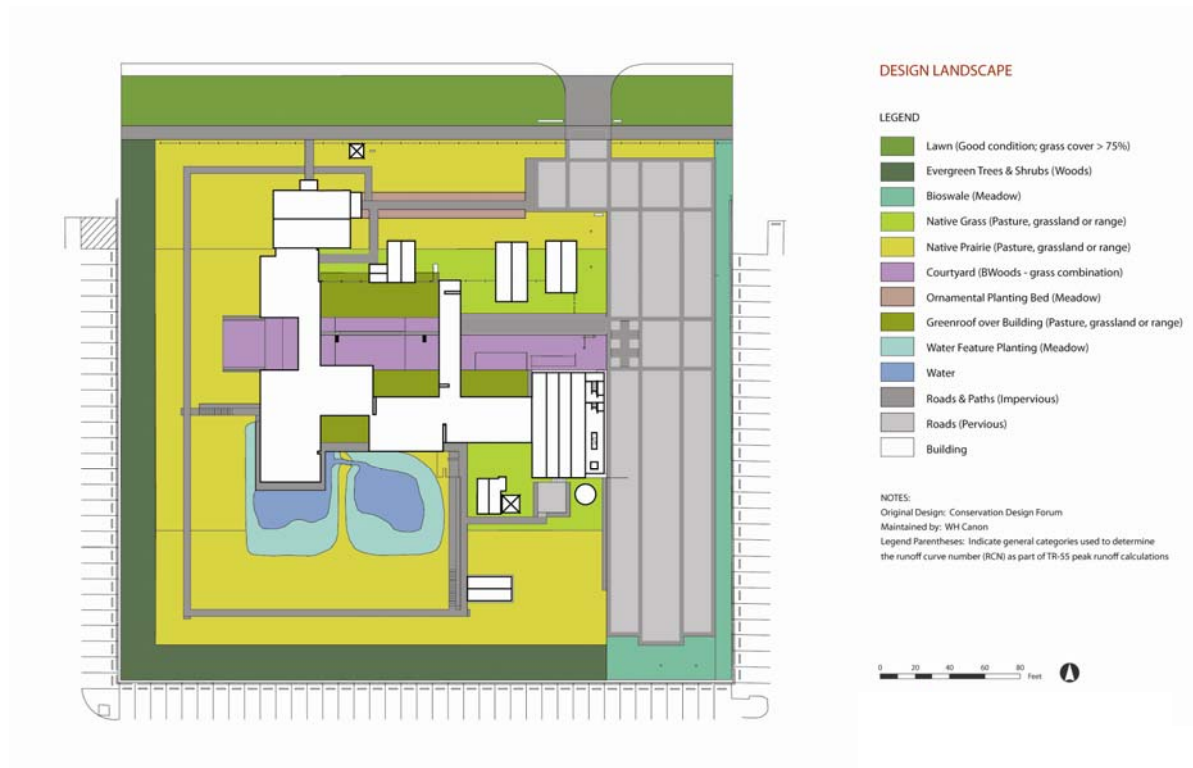 DESIGN LANDSCAPE
LEGEND
Lawn (Good condition; grass cover > 75%)
Evergreen Trees & Shrubs (Woods)
Bioswale (Meadow)
Native Grass (Pasture, grassland or range)
Native Prairie (Pasture, grassland or range)
Courtyard (BWoods - grass combination)
Ornamental Planting Bed (Meadow)
Greenroof over Building (Pasture, grassland or range)
Water Feature Planting (Meadow)
Water
Roads & Paths (Impervious)
Roads (Pervious)
Building
NOTES:
Original Design: Conservation Design Forum
Maintained by: WH Canon
Legend Parentheses: Indicate general categories used to determine
the runoff curve number (RCN) as part of TR-55 peak runoff calculations
0 20 40 60 80
Feet